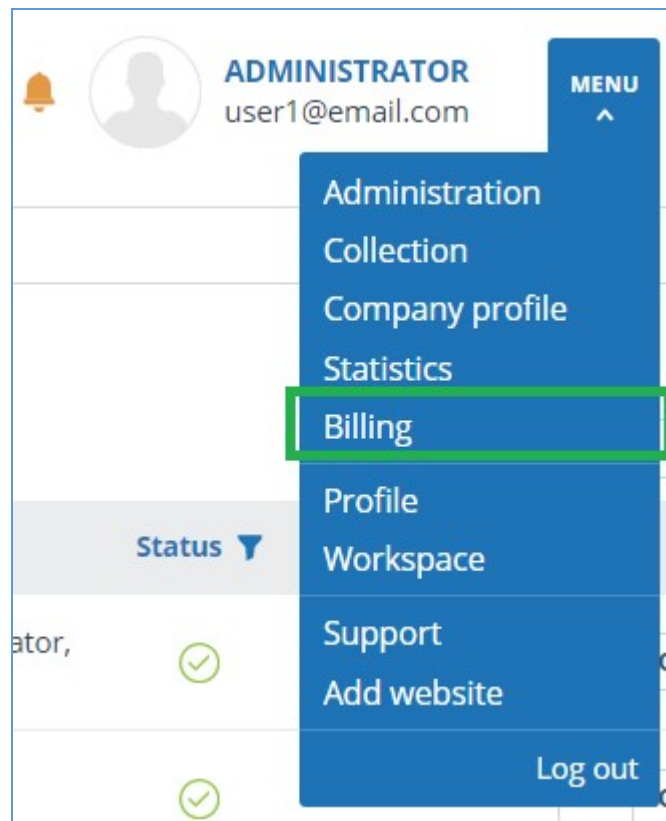 ADMINISTRATOR
user1@email.com
MENU
Administration
Collection
Company profile
Statistics
Billing
Profile
Status
Workspace
ator,
Support
Add website
Log out